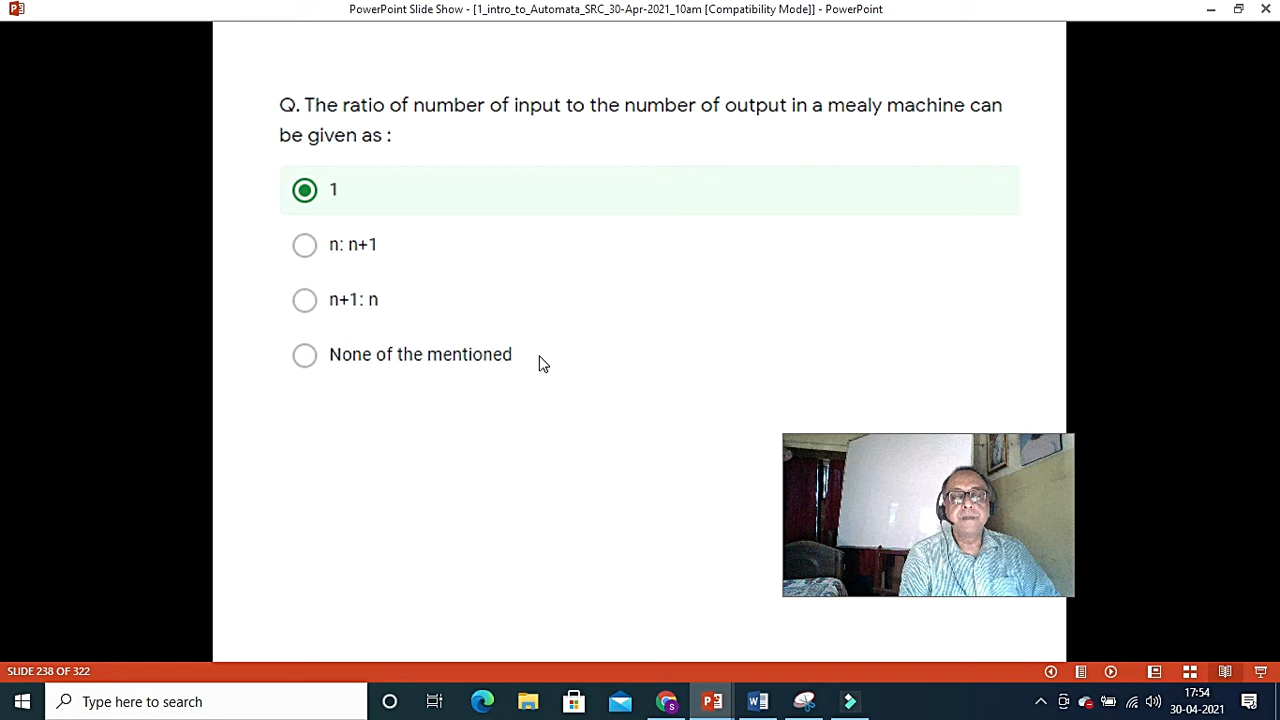 PowerPoint Slide Show - [1_intro_to_Automata_SRC_30-Apr-2021_10am [Compatibility Mode]] - PowerPoint
Q. The ratio of number of input to the number of output in a mealy machine can
be given as :
1
n: n+1
n+1: n
None of the mentioned
SLIDE 238 OF 322
Type here to search
17:54
30-04-2021